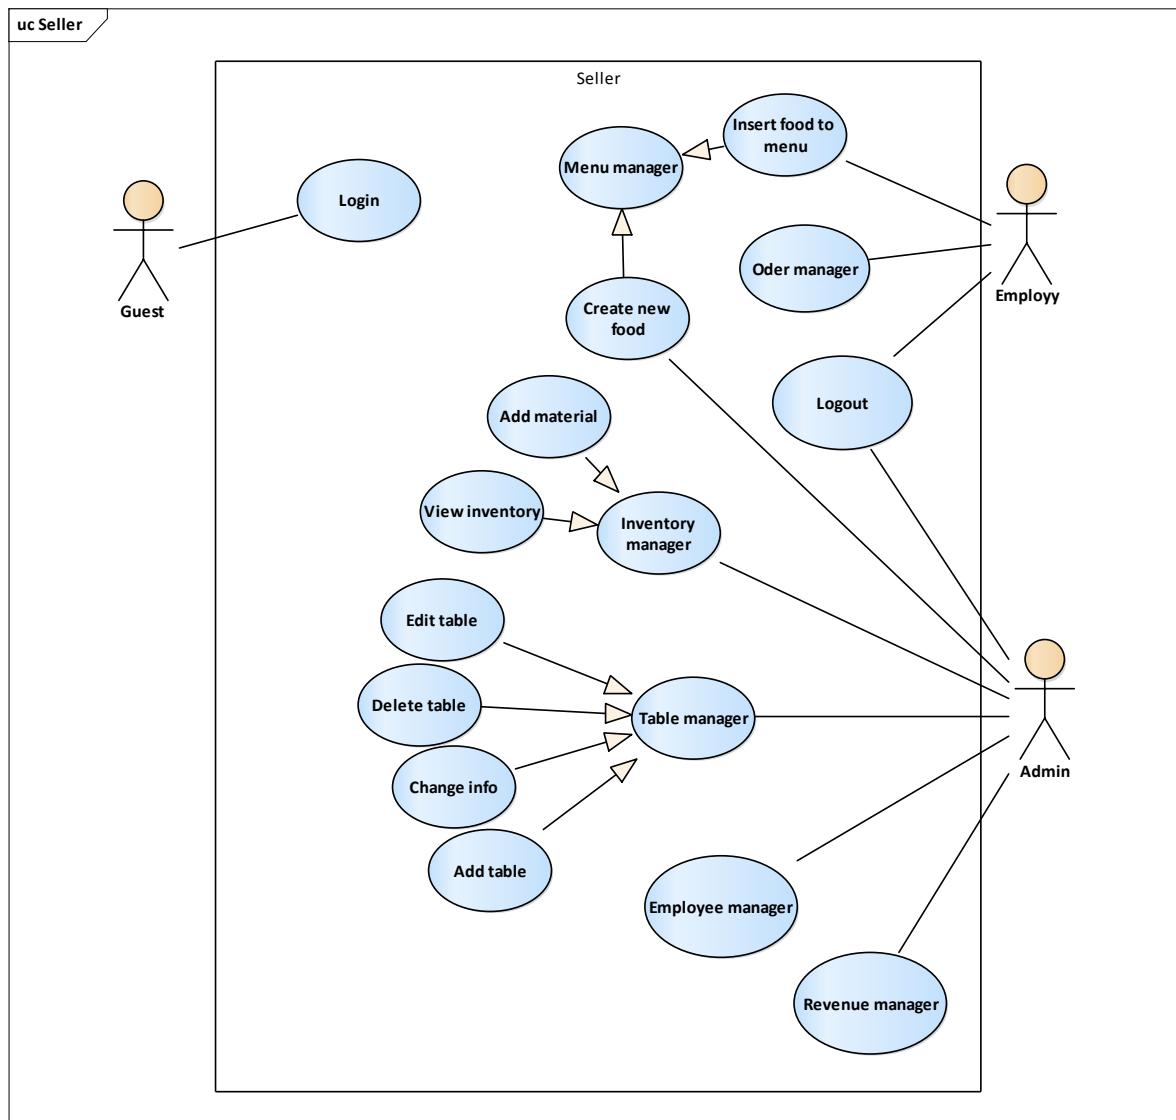 uc Seller
Seller
Insert food to
menu
Menu manager
Login
Oder manager
Employy
Guest
Create new
food
Logout
Add material
View inventory
Inventory
manager
Edit table
Delete table
Table manager
Change info
Admin
Add table
Employee manager
Revenue manager